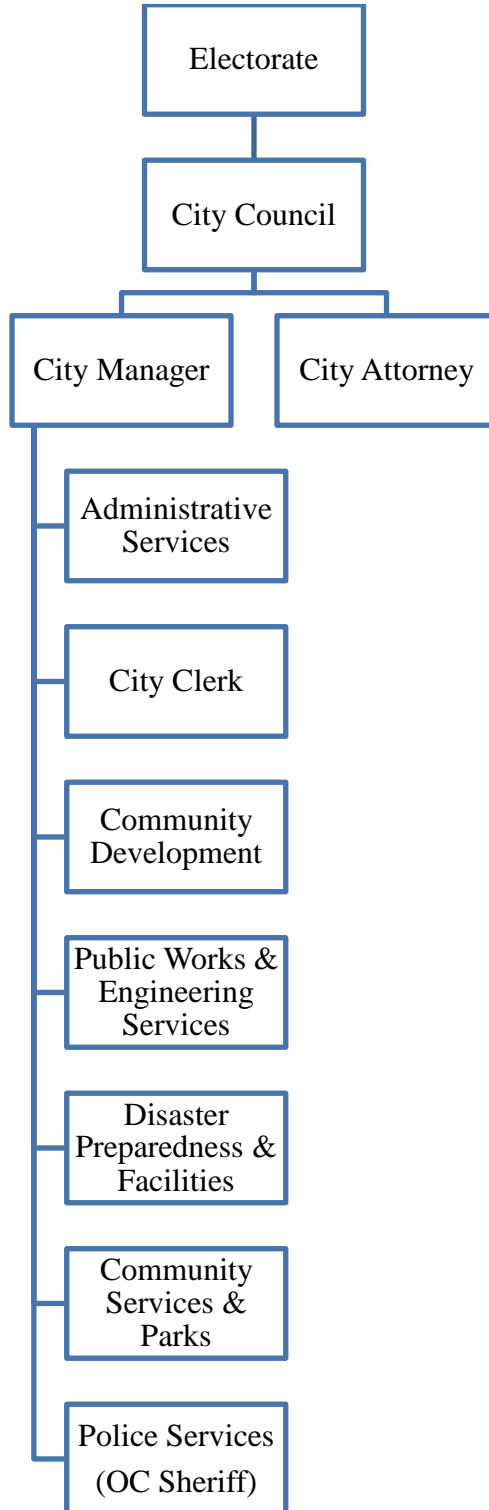 Electorate
City Council
City Manager
City Attorney
Administrative
Services
City Clerk
Community
Development
Public Works &
Engineering
Services
Disaster
Preparedness &
Facilities
Community
Services &
Parks
Police Services
(OC Sheriff)